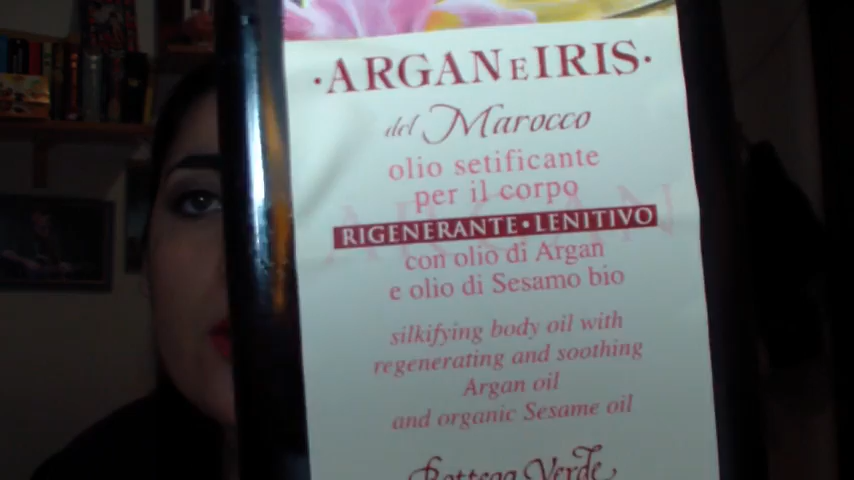 ·ARGAN E IRIS·
del Marocco
olio setificante
per il corpo
RIGENERANTE•LENITIVO
con olio di Argan
e olio di Sesamo bio
silkifying body oil with
regenerating and soothing
Argan oil
and organic Sesame oil
Bottega Verde